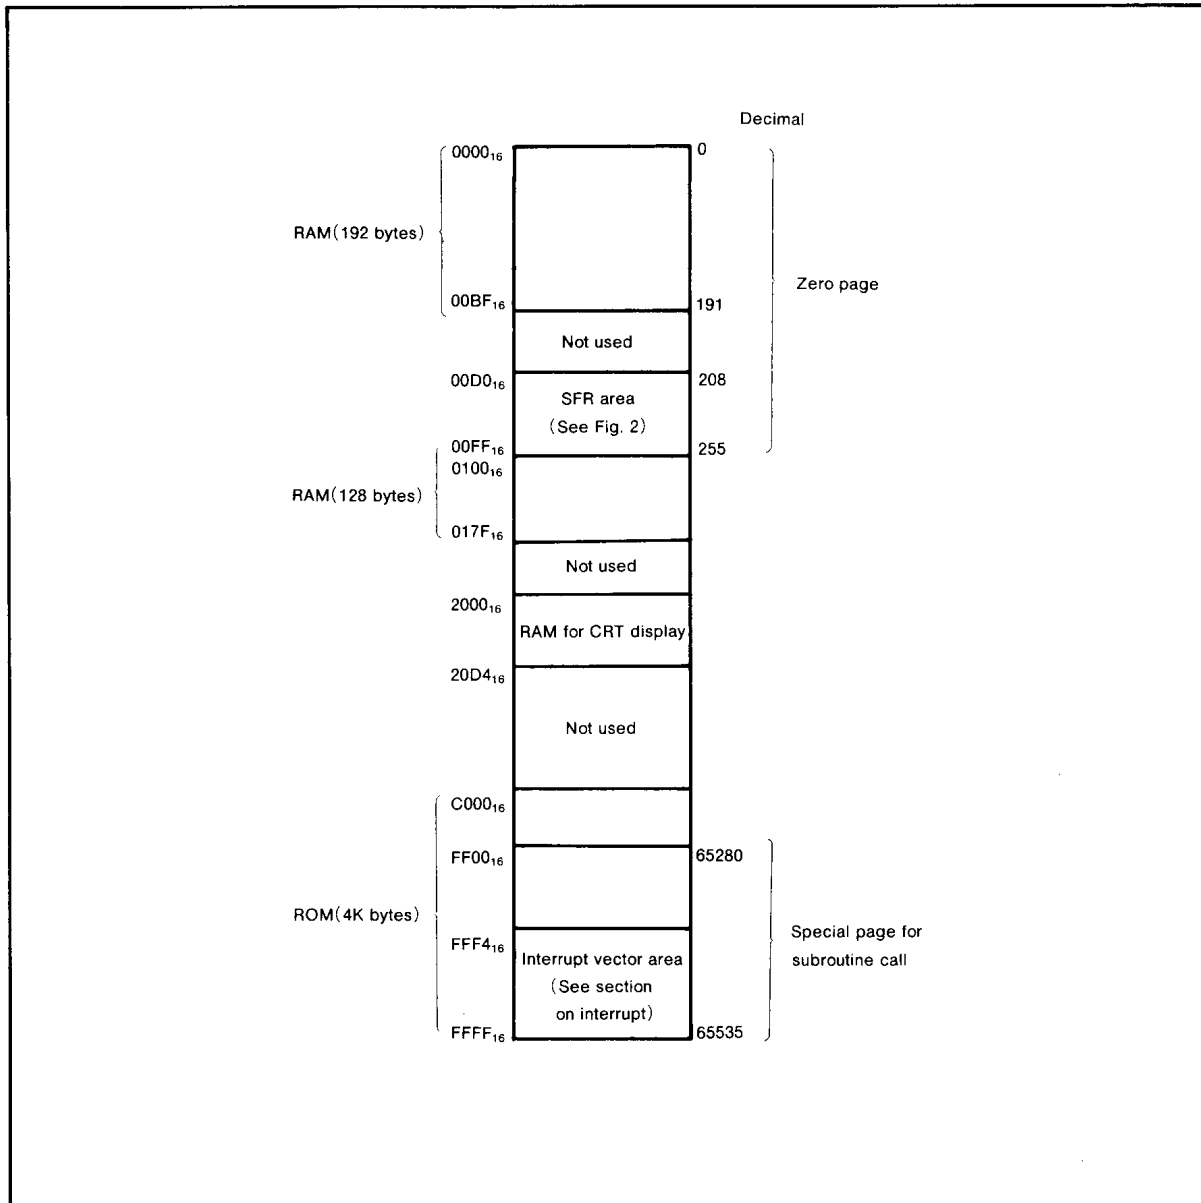 Decimal
0000₁₆ 0
RAM(192 bytes)
Zero page
00BF₁₆ 191
Not used
00D0₁₆ 208
SFR area
(See Fig. 2)
00FF₁₆ 255
0100₁₆
RAM(128 bytes)
017F₁₆
Not used
2000₁₆
RAM for CRT display
20D4₁₆
Not used
C000₁₆
FF00₁₆ 65280
ROM(4K bytes)
Special page for
subroutine call
FFF4₁₆
Interrupt vector area
(See section
on interrupt)
FFFF₁₆ 65535